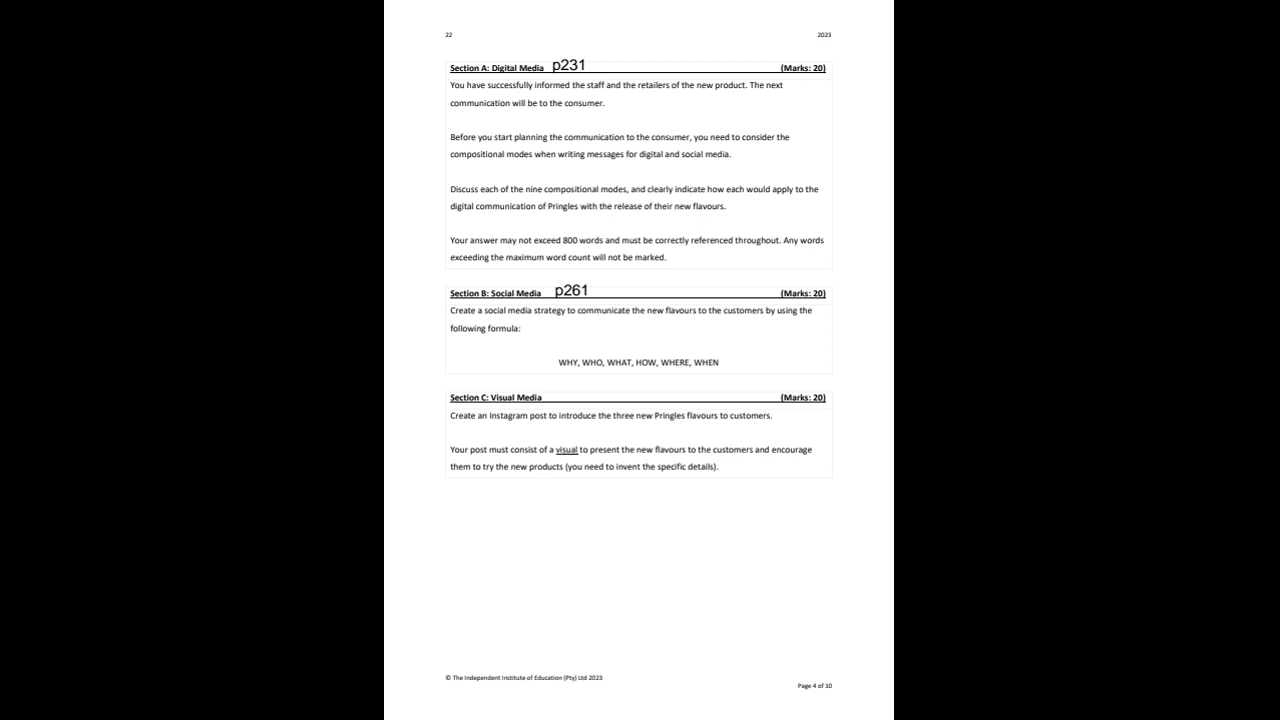 22 2023
Section A: Digital Media p231 (Marks: 20)
You have successfully informed the staff and the retailers of the new product. The next
communication will be to the consumer.
Before you start planning the communication to the consumer, you need to consider the
compositional modes when writing messages for digital and social media.
Discuss each of the nine compositional modes, and clearly indicate how each would apply to the
digital communication of Pringles with the release of their new flavours.
Your answer may not exceed 800 words and must be correctly referenced throughout. Any words
exceeding the maximum word count will not be marked.
Section B: Social Media p261 (Marks: 20)
Create a social media strategy to communicate the new flavours to the customers by using the
following formula:
WHY, WHO, WHAT, HOW, WHERE, WHEN
Section C: Visual Media (Marks: 20)
Create an Instagram post to introduce the three new Pringles flavours to customers.
Your post must consist of a visual to present the new flavours to the customers and encourage
them to try the new products (you need to invent the specific details).
© The Independent Institute of Education (Pty) Ltd 2023
Page 4 of 10